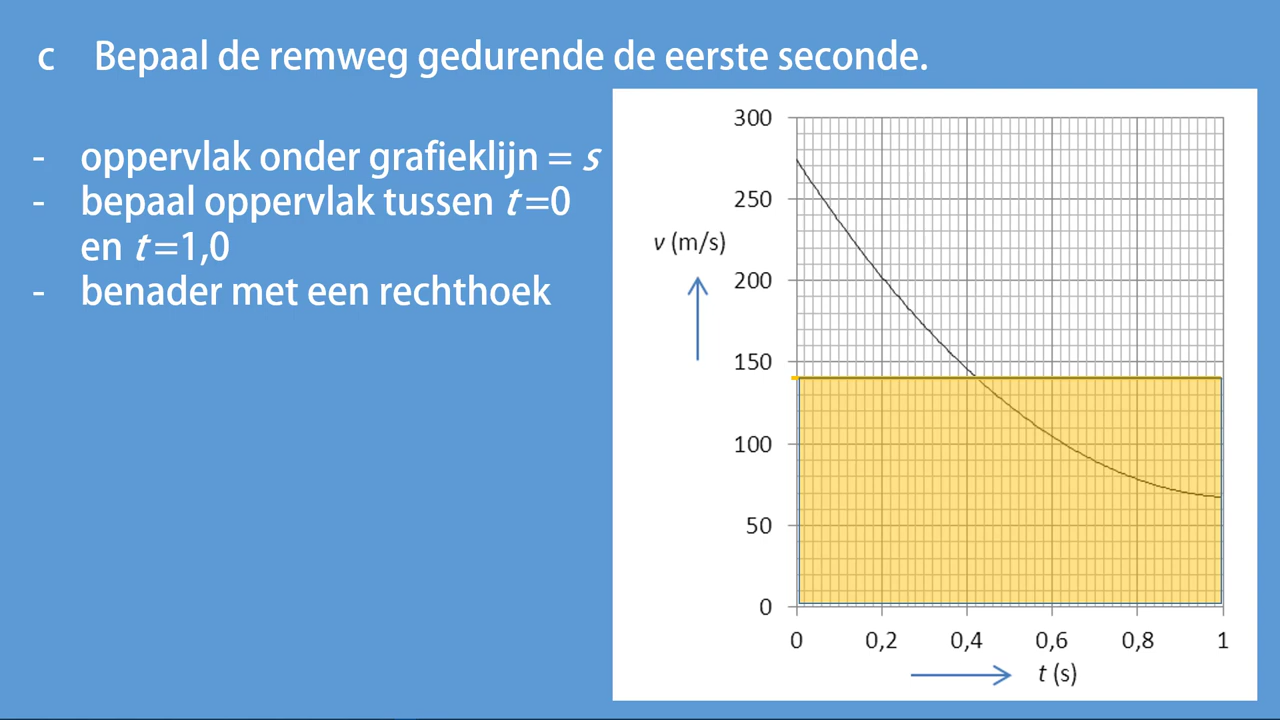 c Bepaal de remweg gedurende de eerste seconde.
- oppervlak onder grafieklijn = s
- bepaal oppervlak tussen t=0
en t=1,0
- benader met een rechthoek
300
250
v (m/s)
200
150
100
50
0
0 0,2 0,4 0,6 0,8 1
t (s)